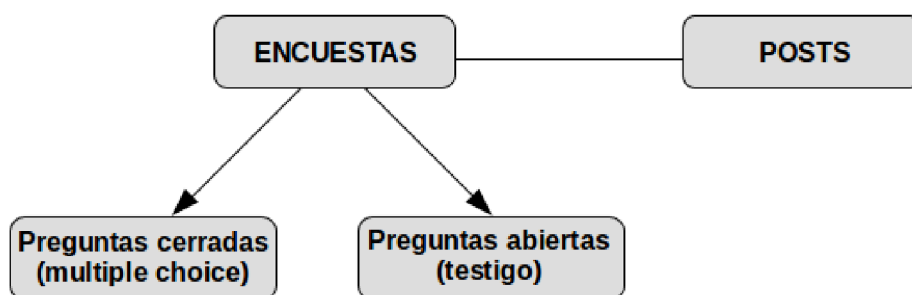 ENCUESTAS
POSTS
Preguntas cerradas
(multiple choice)
Preguntas abiertas
(testigo)